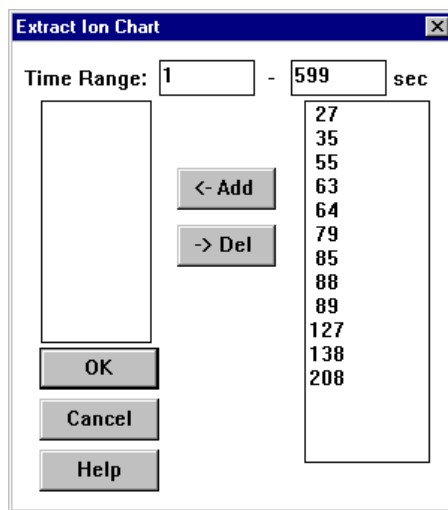 Extract Ion Chart
Time Range: 1 - 599 sec
27
35
55
63
64
79
85
88
89
127
138
208
<- Add
-> Del
OK
Cancel
Help